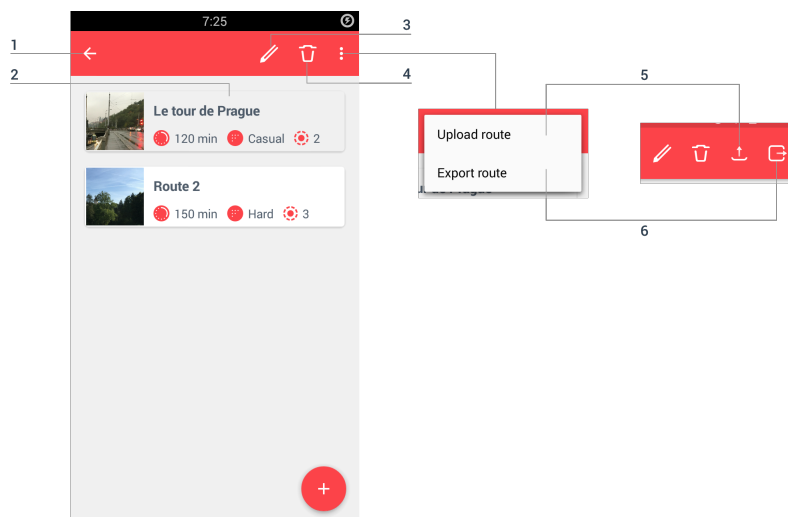 7:25
3
1
2
4
5
Le tour de Prague
120 min Casual 2
Route 2
150 min Hard 3
Upload route
Export route
6